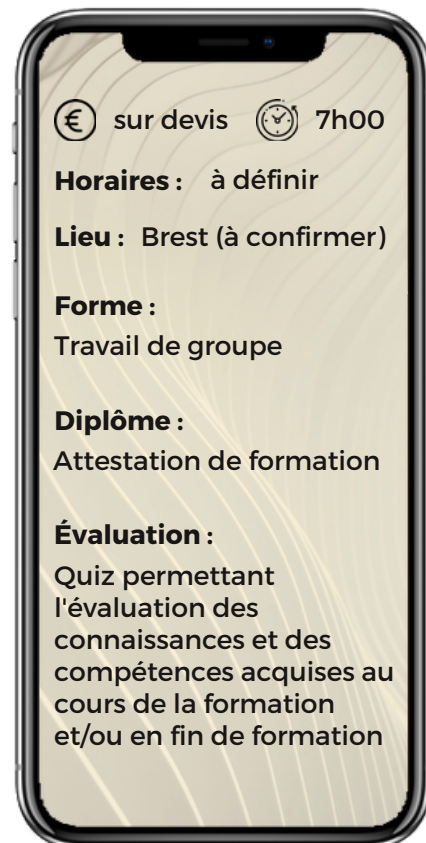 € sur devis 7h00
Horaires : à définir
Lieu : Brest (à confirmer)
Forme :
Travail de groupe
Diplôme :
Attestation de formation
Évaluation :
Quiz permettant
l'évaluation des
connaissances et des
compétences acquises au
cours de la formation
et/ou en fin de formation